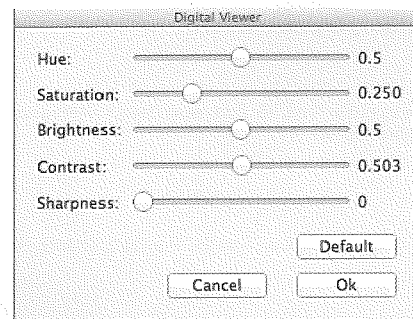 Digital Viewer
Hue: 0.5
Saturation: 0.250
Brightness: 0.5
Contrast: 0.503
Sharpness: 0
Default
Cancel Ok